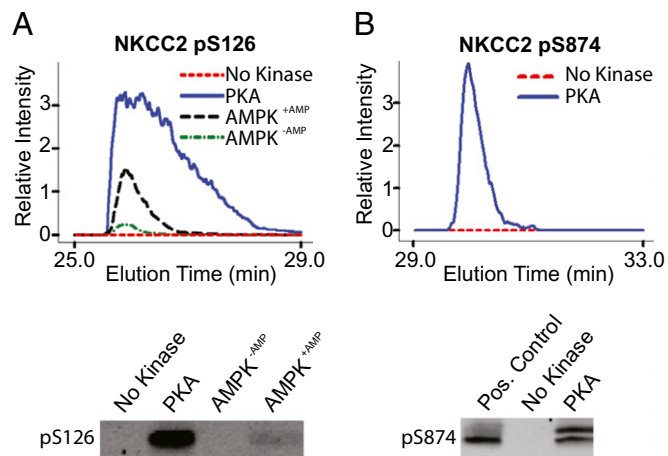 A
NKCC2 pS126
No Kinase
PKA
AMPK+AMP
AMPK-AMP
Relative Intensity
3
2
1
0
25.0
29.0
Elution Time (min)
B
NKCC2 pS874
No Kinase
PKA
Relative Intensity
3
2
1
0
29.0
33.0
Elution Time (min)
No Kinase
PKA
AMPK-AMP
AMPK+AMP
pS126
Pos. Control
No Kinase
PKA
pS874